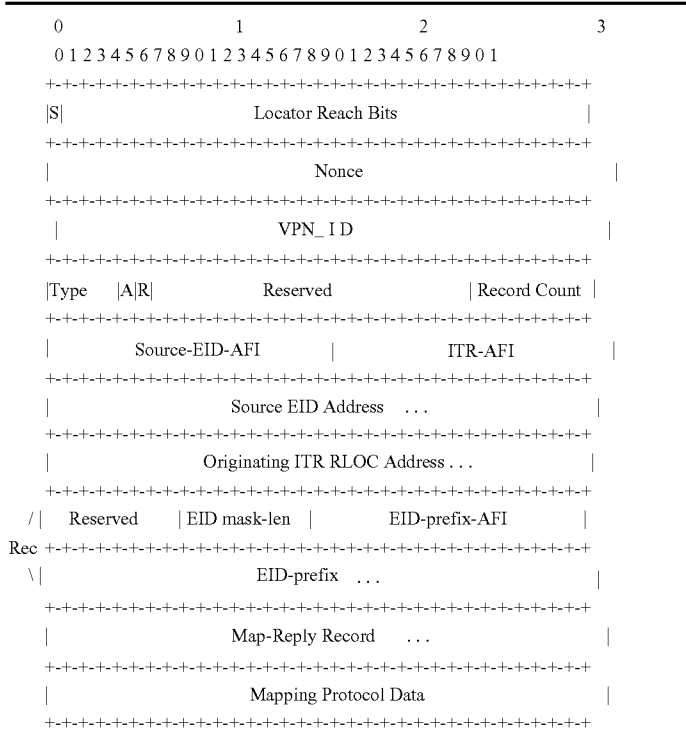 0 1 2 3
0 1 2 3 4 5 6 7 8 9 0 1 2 3 4 5 6 7 8 9 0 1 2 3 4 5 6 7 8 9 0 1
+-+-+-+-+-+-+-+-+-+-+-+-+-+-+-+-+-+-+-+-+-+-+-+-+-+-+-+-+-+-+-+-+
|S| Locator Reach Bits |
+-+-+-+-+-+-+-+-+-+-+-+-+-+-+-+-+-+-+-+-+-+-+-+-+-+-+-+-+-+-+-+-+
| Nonce |
+-+-+-+-+-+-+-+-+-+-+-+-+-+-+-+-+-+-+-+-+-+-+-+-+-+-+-+-+-+-+-+-+
| VPN_ I D |
+-+-+-+-+-+-+-+-+-+-+-+-+-+-+-+-+-+-+-+-+-+-+-+-+-+-+-+-+-+-+-+-+
|Type |A|R| Reserved | Record Count |
+-+-+-+-+-+-+-+-+-+-+-+-+-+-+-+-+-+-+-+-+-+-+-+-+-+-+-+-+-+-+-+-+
| Source-EID-AFI | ITR-AFI |
+-+-+-+-+-+-+-+-+-+-+-+-+-+-+-+-+-+-+-+-+-+-+-+-+-+-+-+-+-+-+-+-+
| Source EID Address ... |
+-+-+-+-+-+-+-+-+-+-+-+-+-+-+-+-+-+-+-+-+-+-+-+-+-+-+-+-+-+-+-+-+
| Originating ITR RLOC Address ... |
+-+-+-+-+-+-+-+-+-+-+-+-+-+-+-+-+-+-+-+-+-+-+-+-+-+-+-+-+-+-+-+-+
/ | Reserved | EID mask-len | EID-prefix-AFI |
Rec +-+-+-+-+-+-+-+-+-+-+-+-+-+-+-+-+-+-+-+-+-+-+-+-+-+-+-+-+-+-+-+-+
\ | EID-prefix ... |
+-+-+-+-+-+-+-+-+-+-+-+-+-+-+-+-+-+-+-+-+-+-+-+-+-+-+-+-+-+-+-+-+
| Map-Reply Record ... |
+-+-+-+-+-+-+-+-+-+-+-+-+-+-+-+-+-+-+-+-+-+-+-+-+-+-+-+-+-+-+-+-+
| Mapping Protocol Data |
+-+-+-+-+-+-+-+-+-+-+-+-+-+-+-+-+-+-+-+-+-+-+-+-+-+-+-+-+-+-+-+-+